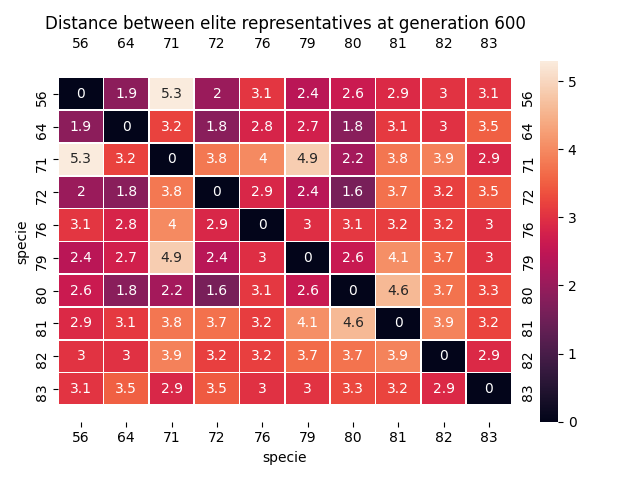 Distance between elite representatives at generation 600
56 64 71 72 76 79 80 81 82 83
56 0 1.9 5.3 2 3.1 2.4 2.6 2.9 3 3.1 56
64 1.9 0 3.2 1.8 2.8 2.7 1.8 3.1 3 3.5 64
71 5.3 3.2 0 3.8 4 4.9 2.2 3.8 3.9 2.9 71
72 2 1.8 3.8 0 2.9 2.4 1.6 3.7 3.2 3.5 72
76 3.1 2.8 4 2.9 0 3 3.1 3.2 3.2 3 76
79 2.4 2.7 4.9 2.4 3 0 2.6 4.1 3.7 3 79
80 2.6 1.8 2.2 1.6 3.1 2.6 0 4.6 3.7 3.3 80
81 2.9 3.1 3.8 3.7 3.2 4.1 4.6 0 3.9 3.2 81
82 3 3 3.9 3.2 3.2 3.7 3.7 3.9 0 2.9 82
83 3.1 3.5 2.9 3.5 3 3 3.3 3.2 2.9 0 83
56 64 71 72 76 79 80 81 82 83
specie
specie
5
4
3
2
1
0